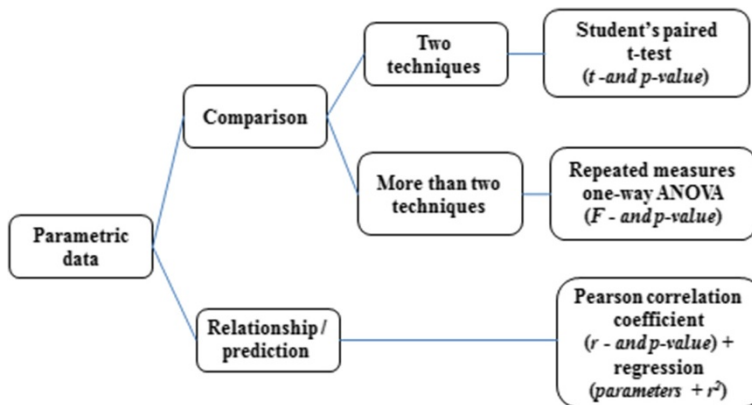 Two
techniques
Student's paired
t-test
(t -and p-value)
Comparison
More than two
techniques
Repeated measures
one-way ANOVA
(F - and p-value)
Parametric
data
Relationship /
prediction
Pearson correlation
coefficient
(r - and p-value) +
regression
(parameters + r²)